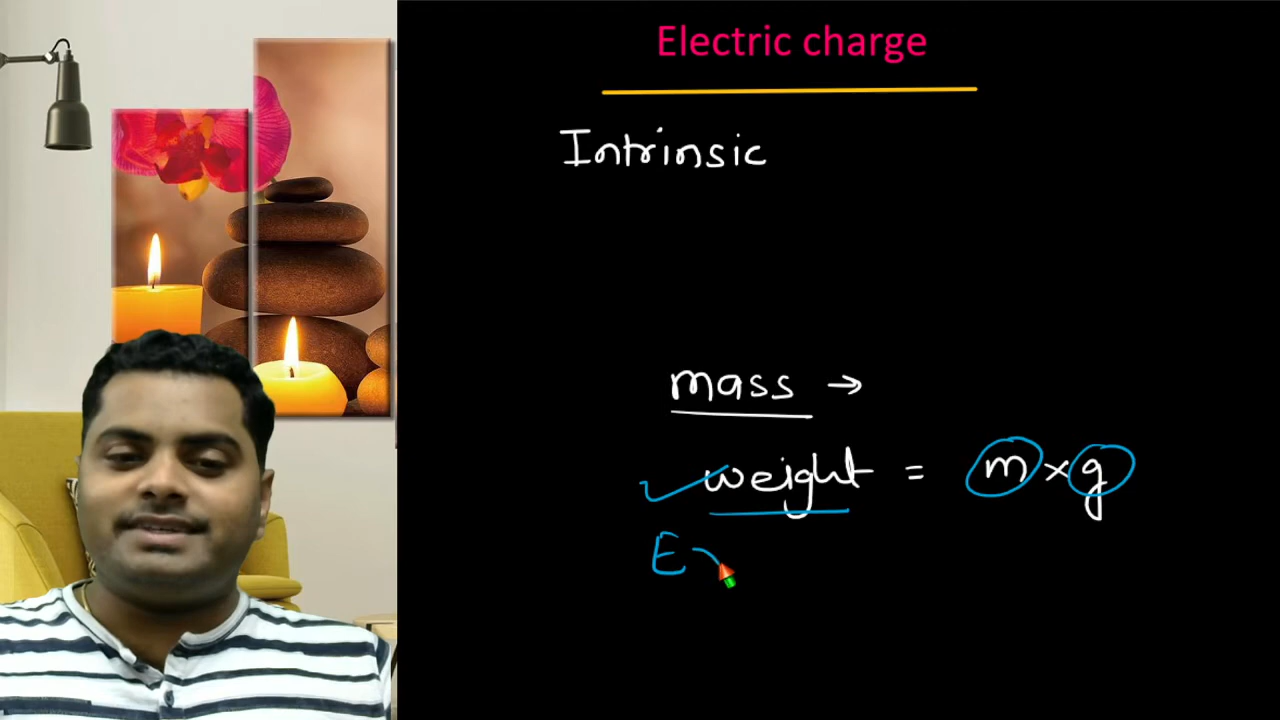 Electric charge
Intrinsic
mass →
weight = m × g
E